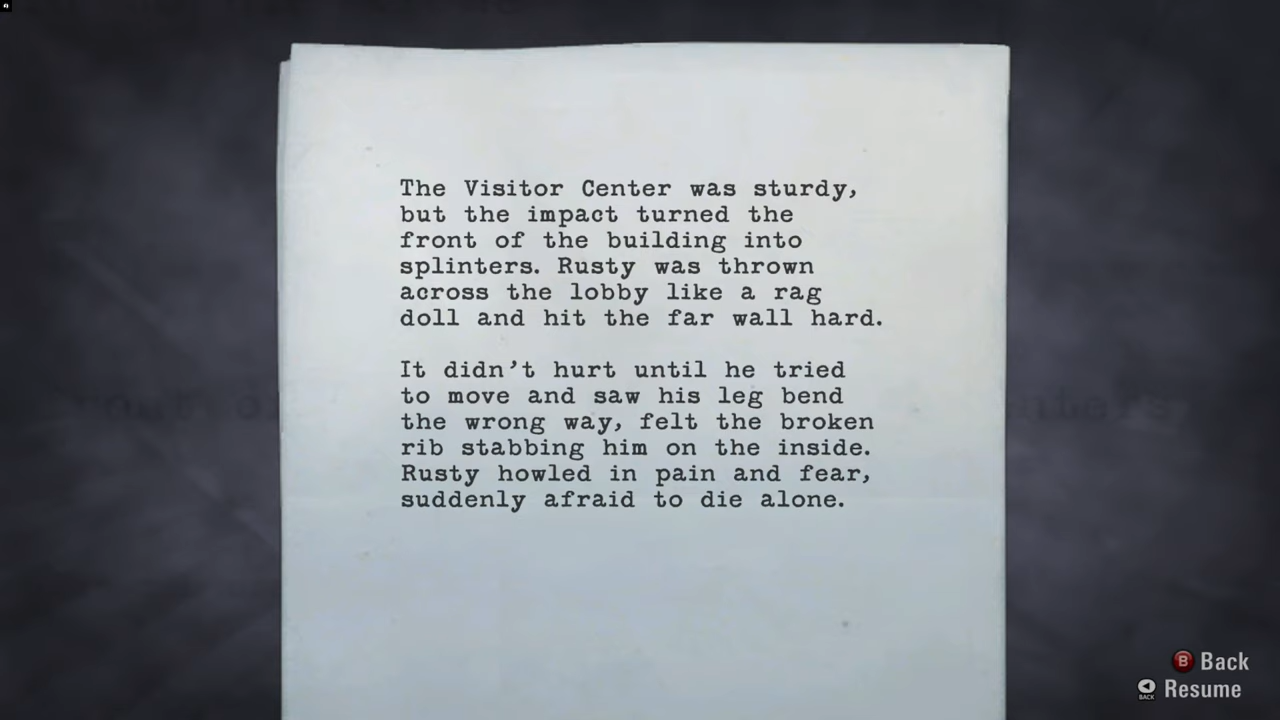 The Visitor Center was sturdy,
but the impact turned the
front of the building into
splinters. Rusty was thrown
across the lobby like a rag
doll and hit the far wall hard.
It didn’t hurt until he tried
to move and saw his leg bend
the wrong way, felt the broken
rib stabbing him on the inside.
Rusty howled in pain and fear,
suddenly afraid to die alone.
B Back
BACK Resume